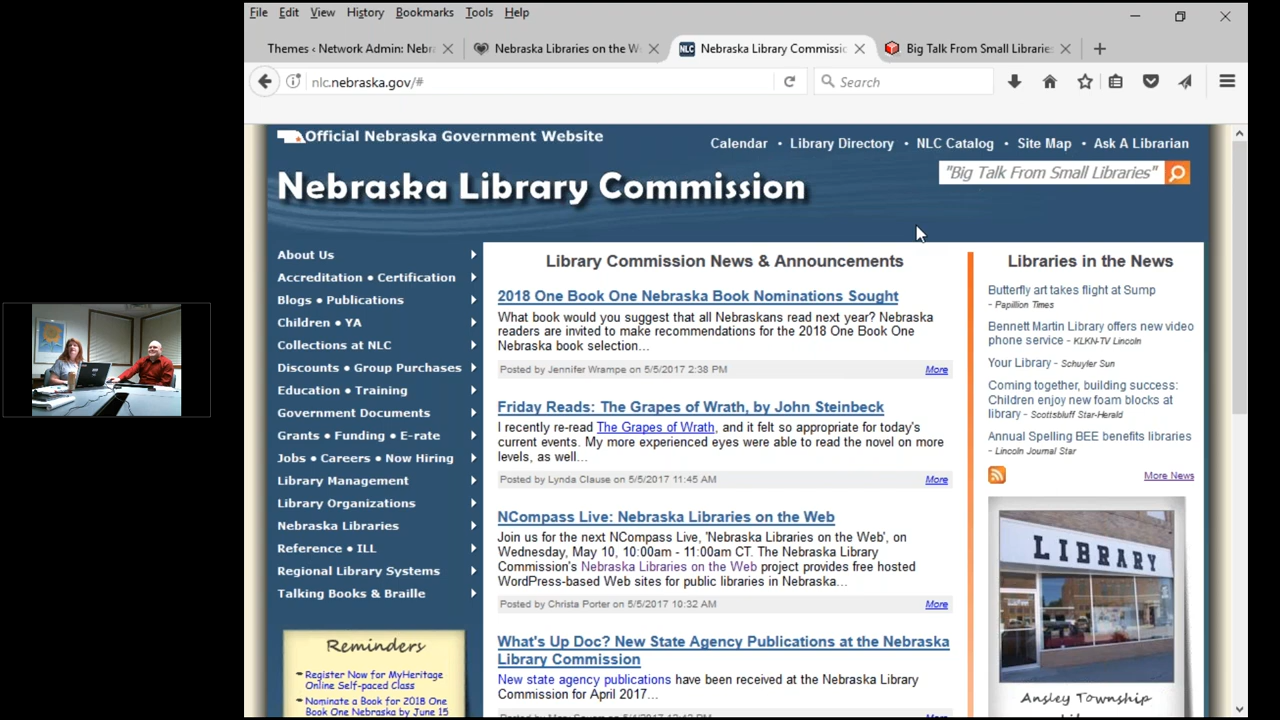 File Edit View History Bookmarks Tools Help
Themes ‹ Network Admin: Nebr
Nebraska Libraries on the W
NLC Nebraska Library Commissic
Big Talk From Small Libraries
nlc.nebraska.gov/#
Search
Official Nebraska Government Website
Calendar • Library Directory • NLC Catalog • Site Map • Ask A Librarian
"Big Talk From Small Libraries"
Nebraska Library Commission
About Us
Accreditation ● Certification
Blogs ● Publications
Children ● YA
Collections at NLC
Discounts ● Group Purchases
Education ● Training
Government Documents
Grants ● Funding ● E-rate
Jobs ● Careers ● Now Hiring
Library Management
Library Organizations
Nebraska Libraries
Reference ● ILL
Regional Library Systems
Talking Books & Braille
Reminders
Register Now for MyHeritage
Online Self-paced Class
Nominate a Book for 2018 One
Book One Nebraska by June 15
Library Commission News & Announcements
2018 One Book One Nebraska Book Nominations Sought
What book would you suggest that all Nebraskans read next year? Nebraska
readers are invited to make recommendations for the 2018 One Book One
Nebraska book selection...
Posted by Jennifer Wrampe on 5/5/2017 2:38 PM More
Friday Reads: The Grapes of Wrath, by John Steinbeck
I recently re-read The Grapes of Wrath, and it felt so appropriate for today's
current events. My more experienced eyes were able to read the novel on more
levels, as well...
Posted by Lynda Clause on 5/5/2017 11:45 AM More
NCompass Live: Nebraska Libraries on the Web
Join us for the next NCompass Live, 'Nebraska Libraries on the Web', on
Wednesday, May 10, 10:00am - 11:00am CT. The Nebraska Library
Commission's Nebraska Libraries on the Web project provides free hosted
WordPress-based Web sites for public libraries in Nebraska...
Posted by Christa Porter on 5/5/2017 10:32 AM More
What's Up Doc? New State Agency Publications at the Nebraska
Library Commission
New state agency publications have been received at the Nebraska Library
Commission for April 2017...
Libraries in the News
Butterfly art takes flight at Sump
- Papillion Times
Bennett Martin Library offers new video
phone service - KLKN-TV Lincoln
Your Library - Schuyler Sun
Coming together, building success:
Children enjoy new foam blocks at
library - Scottsbluff Star-Herald
Annual Spelling BEE benefits libraries
- Lincoln Journal Star
More News
LIBRARY
Ansley Township